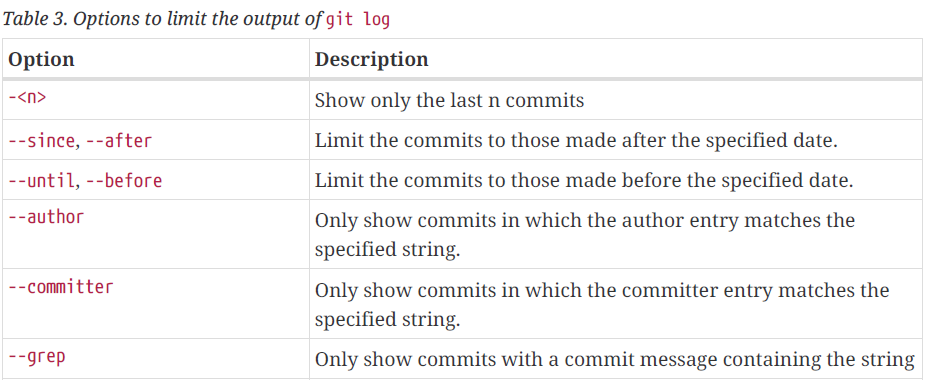 Table 3. Options to limit the output of git log
Option Description
-<n> Show only the last n commits
--since, --after Limit the commits to those made after the specified date.
--until, --before Limit the commits to those made before the specified date.
--author Only show commits in which the author entry matches the
specified string.
--committer Only show commits in which the committer entry matches the
specified string.
--grep Only show commits with a commit message containing the string